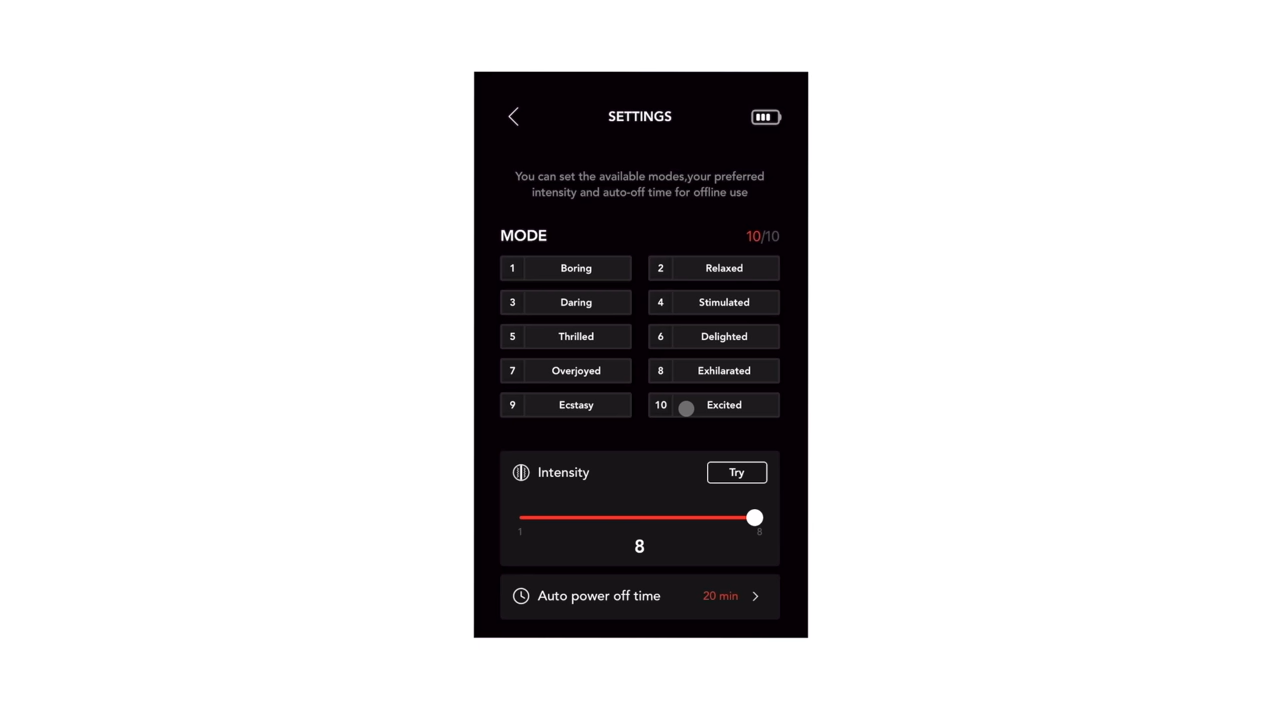 SETTINGS
You can set the available modes,your preferred
intensity and auto-off time for offline use
MODE 10/10
1 Boring 2 Relaxed
3 Daring 4 Stimulated
5 Thrilled 6 Delighted
7 Overjoyed 8 Exhilarated
9 Ecstasy 10 Excited
Intensity Try
1 8
8
Auto power off time 20 min